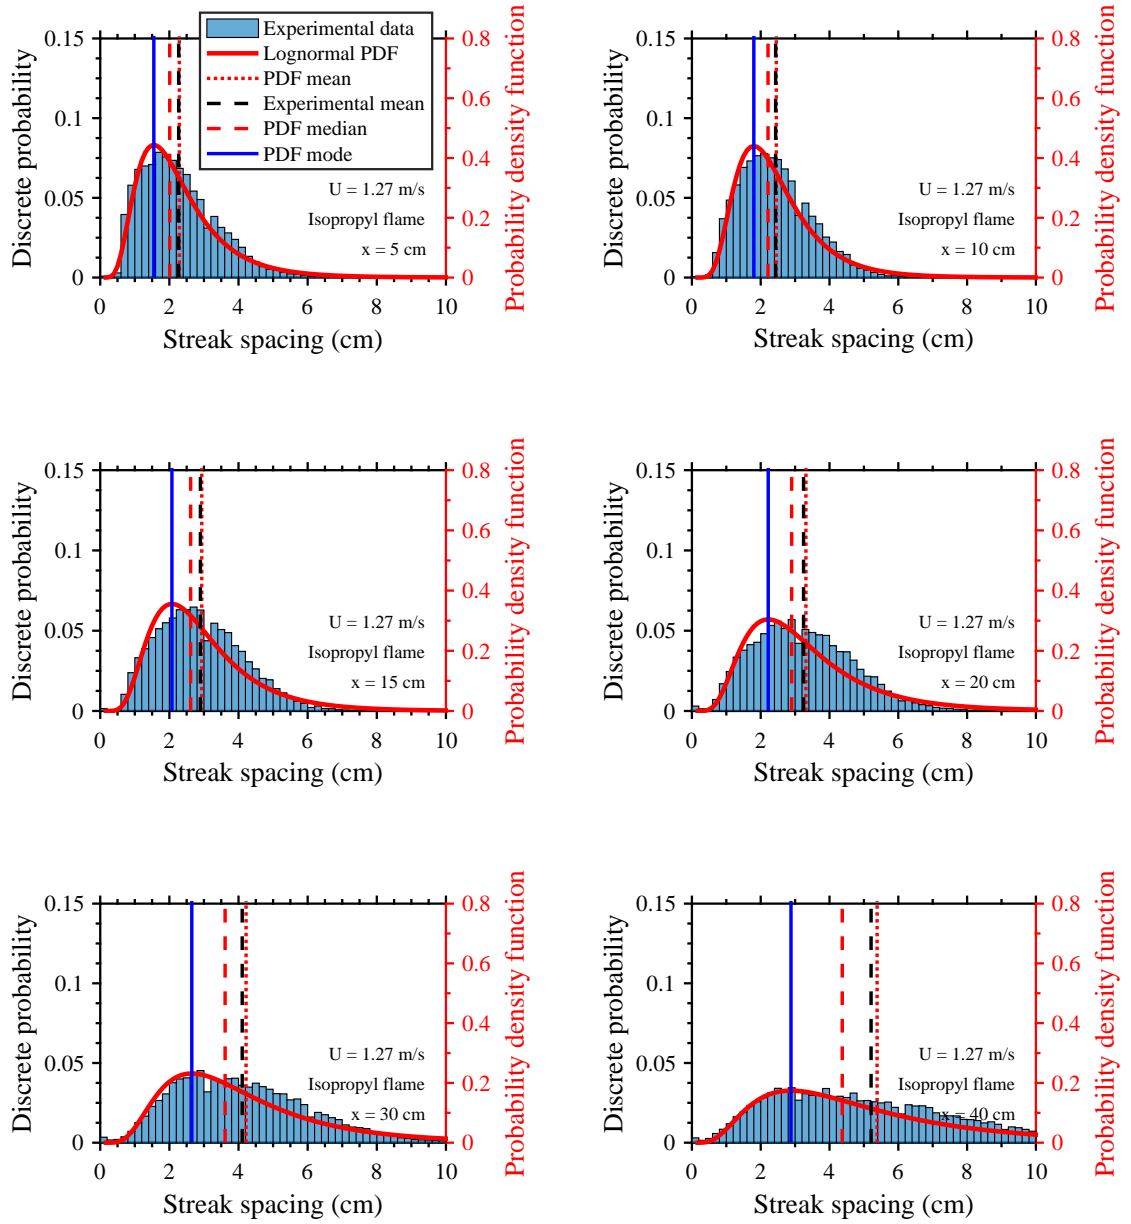 Experimental data
Lognormal PDF
PDF mean
Experimental mean
PDF median
PDF mode
0.15
0.1
0.05
0
Discrete probability
0.8
0.6
0.4
0.2
0
Probability density function
U = 1.27 m/s
Isopropyl flame
x = 5 cm
0 2 4 6 8 10
Streak spacing (cm)
0.15
0.1
0.05
0
Discrete probability
0.8
0.6
0.4
0.2
0
Probability density function
U = 1.27 m/s
Isopropyl flame
x = 10 cm
0 2 4 6 8 10
Streak spacing (cm)
0.15
0.1
0.05
0
Discrete probability
0.8
0.6
0.4
0.2
0
Probability density function
U = 1.27 m/s
Isopropyl flame
x = 15 cm
0 2 4 6 8 10
Streak spacing (cm)
0.15
0.1
0.05
0
Discrete probability
0.8
0.6
0.4
0.2
0
Probability density function
U = 1.27 m/s
Isopropyl flame
x = 20 cm
0 2 4 6 8 10
Streak spacing (cm)
0.15
0.1
0.05
0
Discrete probability
0.8
0.6
0.4
0.2
0
Probability density function
U = 1.27 m/s
Isopropyl flame
x = 30 cm
0 2 4 6 8 10
Streak spacing (cm)
0.15
0.1
0.05
0
Discrete probability
0.8
0.6
0.4
0.2
0
Probability density function
U = 1.27 m/s
Isopropyl flame
x = 40 cm
0 2 4 6 8 10
Streak spacing (cm)